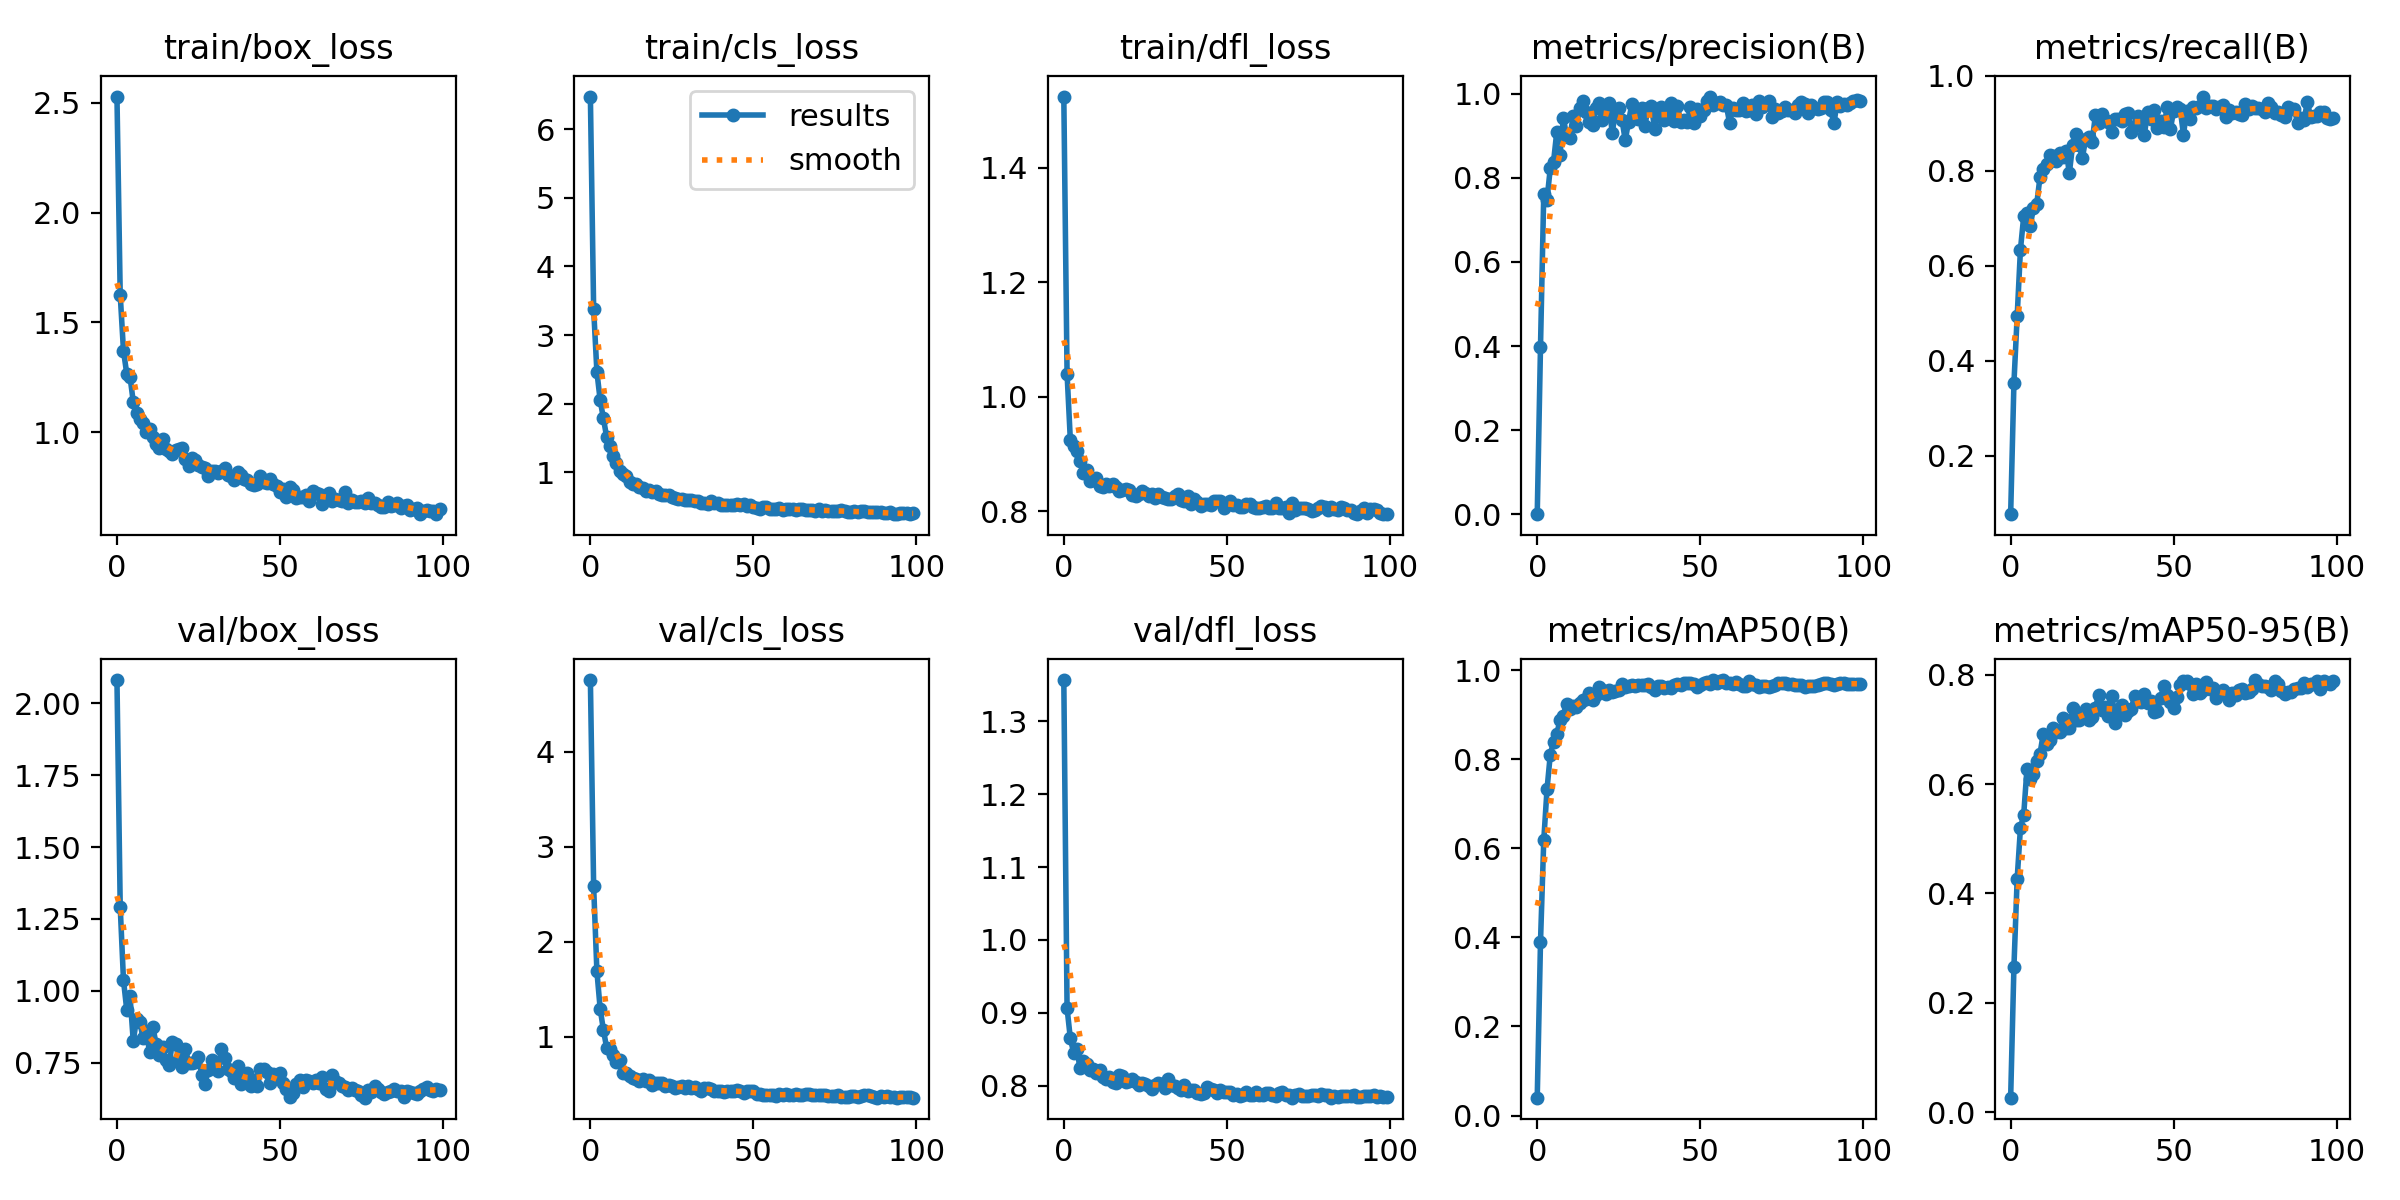 train/box_loss
2.5
2.0
1.5
1.0
0 50 100
train/cls_loss
results
smooth
6
5
4
3
2
1
0 50 100
train/dfl_loss
1.4
1.2
1.0
0.8
0 50 100
metrics/precision(B)
1.0
0.8
0.6
0.4
0.2
0.0
0 50 100
metrics/recall(B)
1.0
0.8
0.6
0.4
0.2
0 50 100
val/box_loss
2.00
1.75
1.50
1.25
1.00
0.75
0 50 100
val/cls_loss
4
3
2
1
0 50 100
val/dfl_loss
1.3
1.2
1.1
1.0
0.9
0.8
0 50 100
metrics/mAP50(B)
1.0
0.8
0.6
0.4
0.2
0.0
0 50 100
metrics/mAP50-95(B)
0.8
0.6
0.4
0.2
0.0
0 50 100